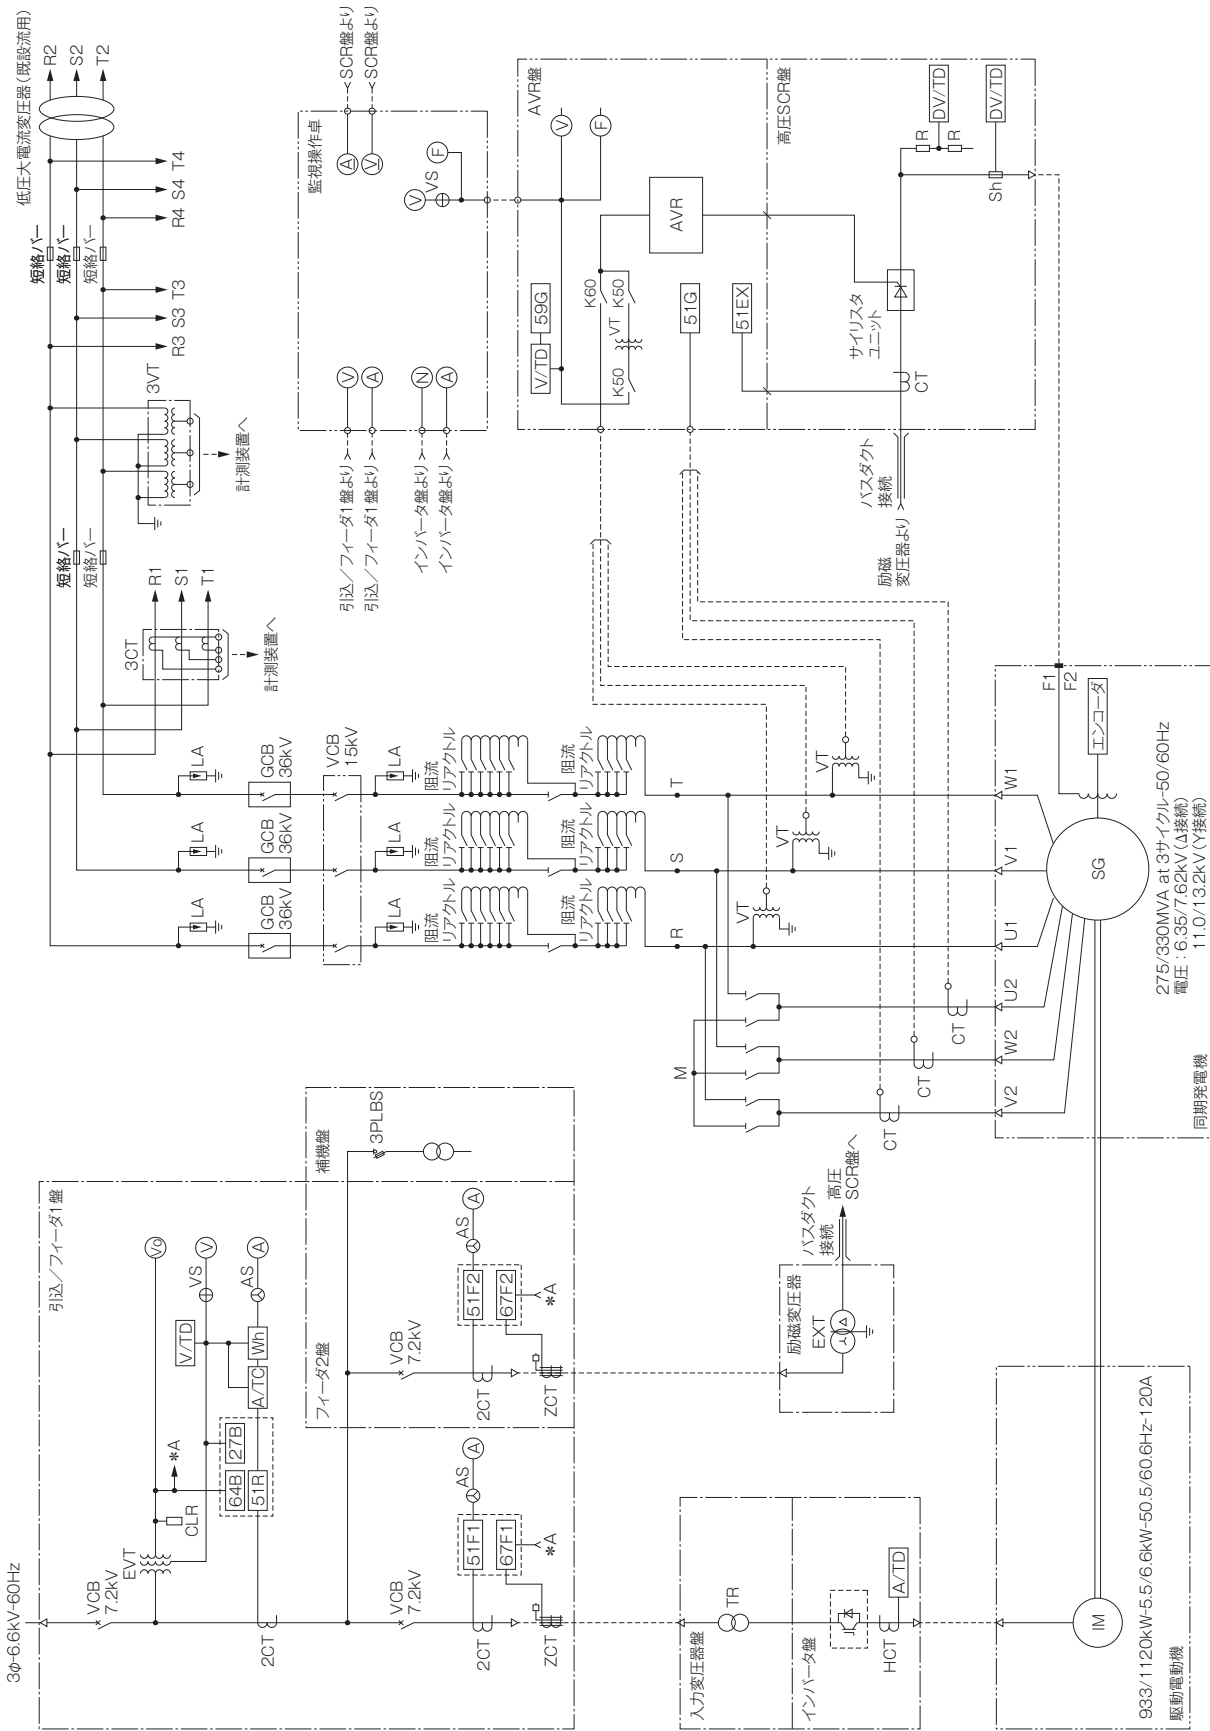 低圧大電流変圧器(既設流用)
R2
S2
T2
T4
S4
R4
短絡バー
短絡バー
短絡バー
T3
S3
R3
3VT
計測装置へ
短絡バー
短絡バー
R1
S1
T1
3CT
計測装置へ
LA
LA
LA
GCB
36kV
GCB
36kV
GCB
36kV
VCB
15kV
LA
LA
LA
阻流
リアクトル
阻流
リアクトル
阻流
リアクトル
阻流
リアクトル
阻流
リアクトル
阻流
リアクトル
T
S
R
VT
VT
VT
M
CT
CT
CT
W1
V1
U1
U2
W2
V2
SG
F1
F2
エンコーダ
275/330MVA at 3サイクル-50/60Hz
電圧:6.35/7.62kV(Δ接続)
11.0/13.2kV(Y接続)
同期発電機
監視操作卓
A
V
SCR盤より
SCR盤より
V
VS
F
V
A
N
A
引込/フィーダ1盤より
引込/フィーダ1盤より
インバータ盤より
インバータ盤より
AVR盤
V
F
V/TD
59G
K60
K50
VT
K50
AVR
51G
51EX
高圧SCR盤
DV/TD
DV/TD
R
R
Sh
サイリスタ
ユニット
CT
バスダクト
接続
励磁
変圧器より
3φ-6.6kV-60Hz
引込/フィーダ1盤
VCB
7.2kV
EVT
CLR
*A
Vo
VS
V
V/TD
AS
A
Wh
A/TC
64B
27B
51R
2CT
VCB
7.2kV
2CT
51F1
67F1
AS
A
*A
ZCT
フィーダ2盤
VCB
7.2kV
2CT
51F2
67F2
AS
A
*A
ZCT
補機盤
3PLBS
励磁変圧器
EXT
Δ
バスダクト
接続
高圧
SCR盤へ
入力変圧器盤
TR
インバータ盤
HCT
A/TD
IM
933/1120kW-5.5/6.6kW-50.5/60.6Hz-120A
駆動電動機